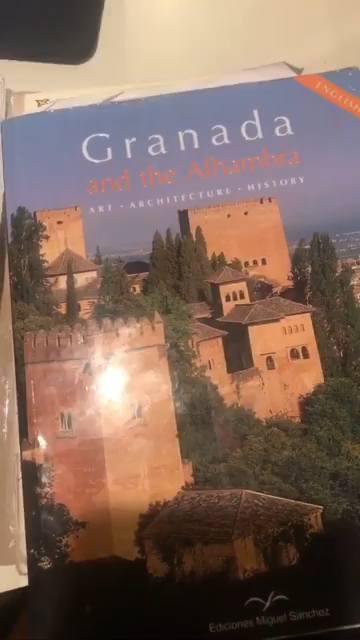 ENGLISH
Granada
and the Alhambra
ART · ARCHITECTURE · HISTORY
Ediciones Miguel Sánchez